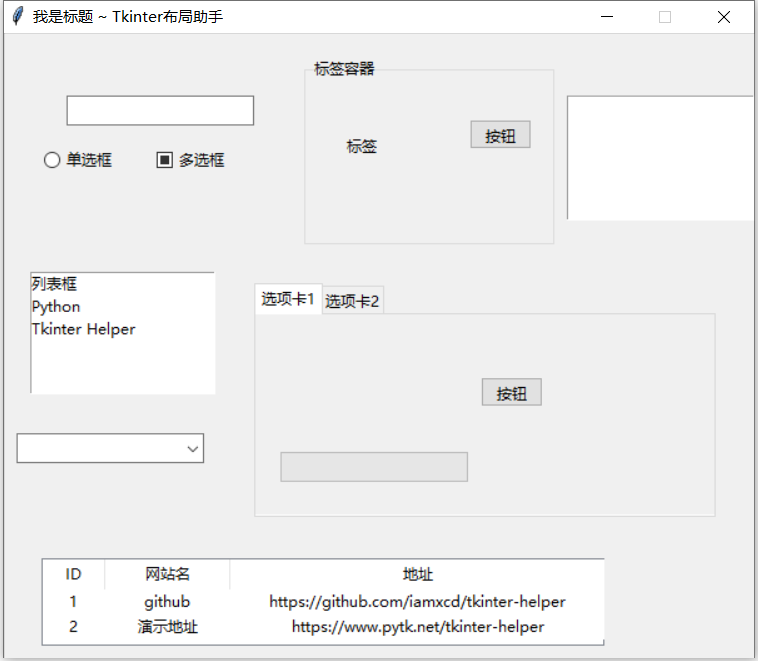 我是标题 ~ Tkinter布局助手
标签容器
标签
按钮
单选框
多选框
列表框
Python
Tkinter Helper
选项卡1 选项卡2
按钮
ID 网站名 地址
1 github https://github.com/iamxcd/tkinter-helper
2 演示地址 https://www.pytk.net/tkinter-helper